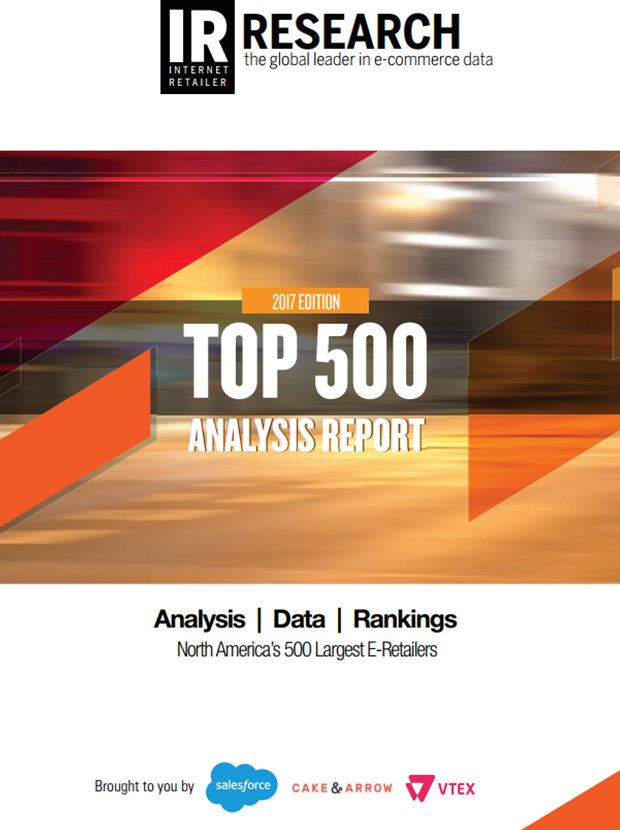 IR RESEARCH
INTERNET
RETAILER
the global leader in e-commerce data
2017 EDITION
TOP 500
ANALYSIS REPORT
Analysis | Data | Rankings
North America's 500 Largest E-Retailers
Brought to you by salesforce CAKE & ARROW VTEX